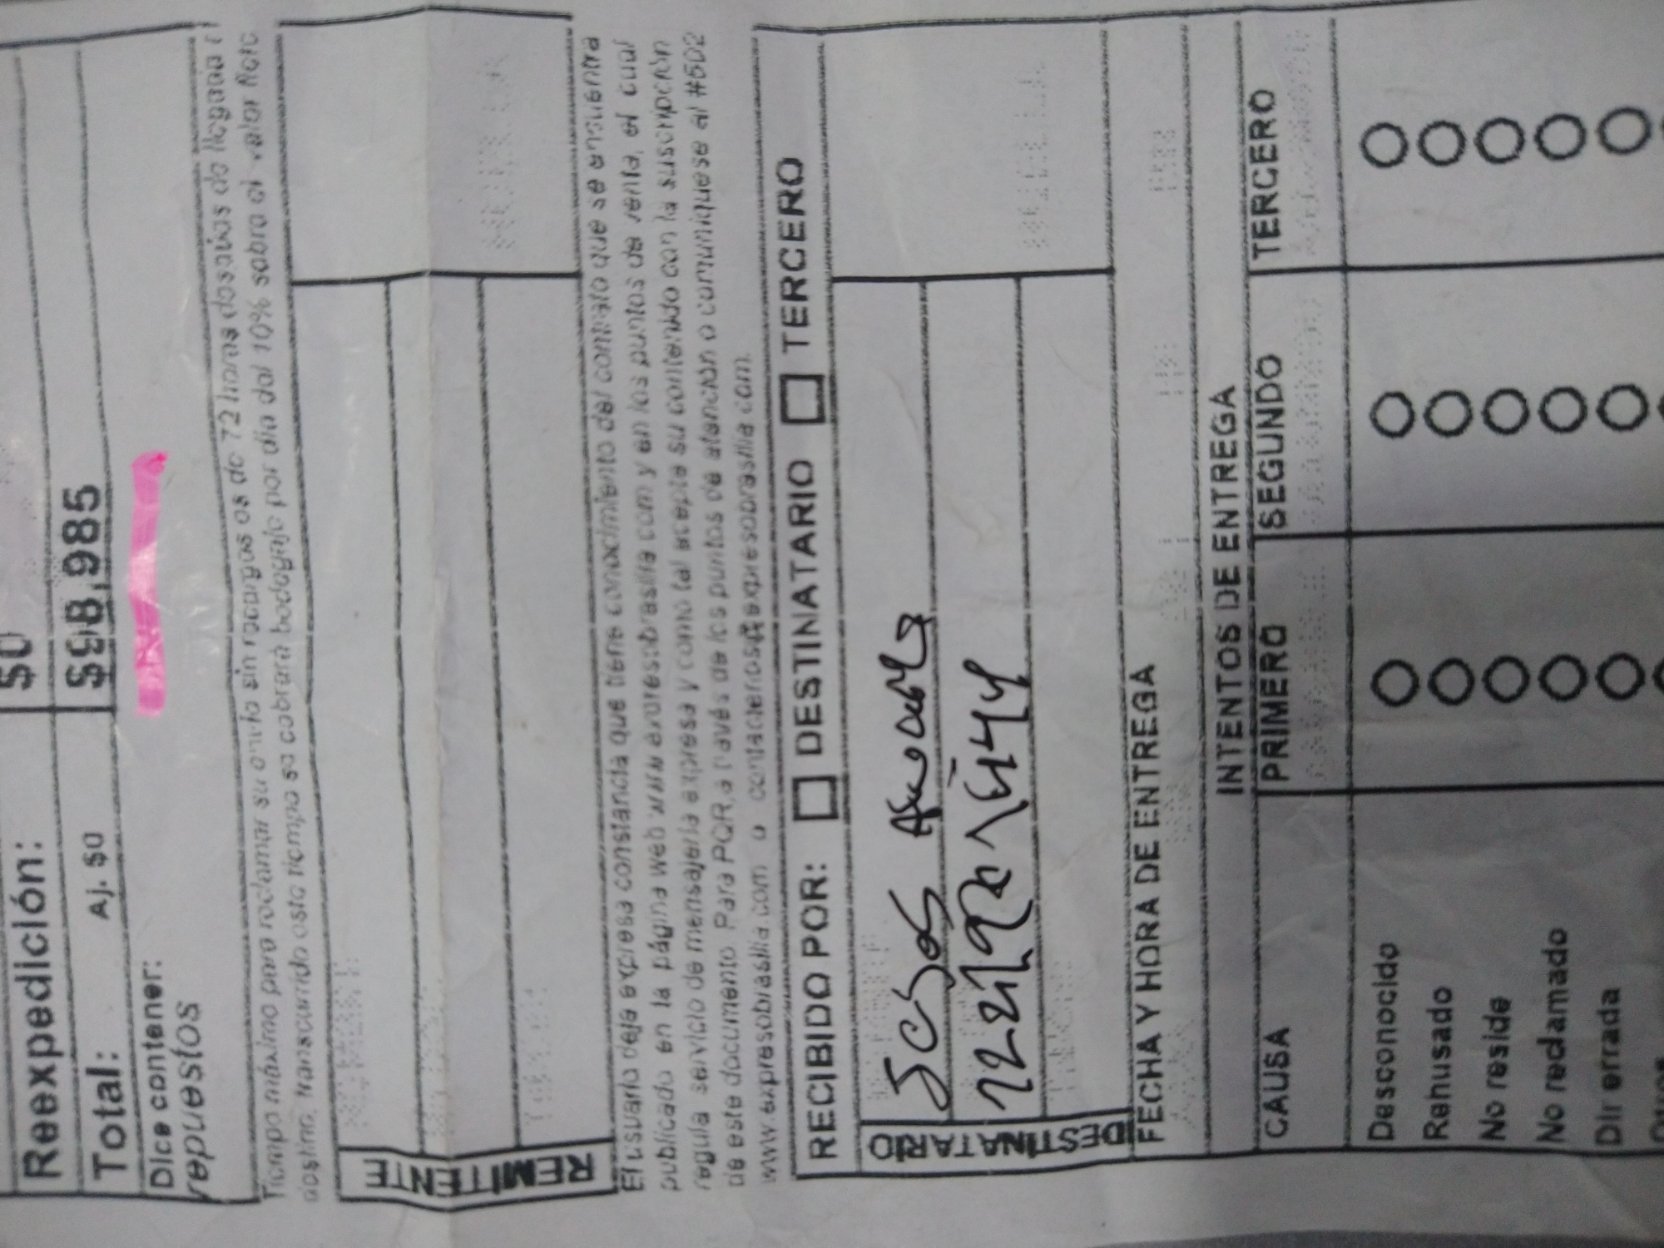 $0
Reexpedición:
Total: Aj. $0 $98,985
Dice contener:
repuestos
Tiempo máximo para reclamar su envío sin recargos es de 72 horas después de llegada
destino, transcurrido este tiempo se cobrará bodegaje por día del 10% sobre el valor flete
REMITENTE
El usuario deja expresa constancia que tiene conocimiento del contrato que se encuentra
publicado en la página web www.expresobrasilia.com y en los puntos de venta, el cual
regula servicio de mensajería expresa y como tal acepta su contenido con la suscripción
de este documento. Para PQR a través de los puntos de atención o comuníquese al #502
www.expresobrasilia.com o contactenos@expresobrasilia.com.
RECIBIDO POR: DESTINATARIO TERCERO
DESTINATARIO
FECHA Y HORA DE ENTREGA
INTENTOS DE ENTREGA
CAUSA PRIMERO SEGUNDO TERCERO
Desconocido
Rehusado
No reside
No reclamado
Dir errada
Otros